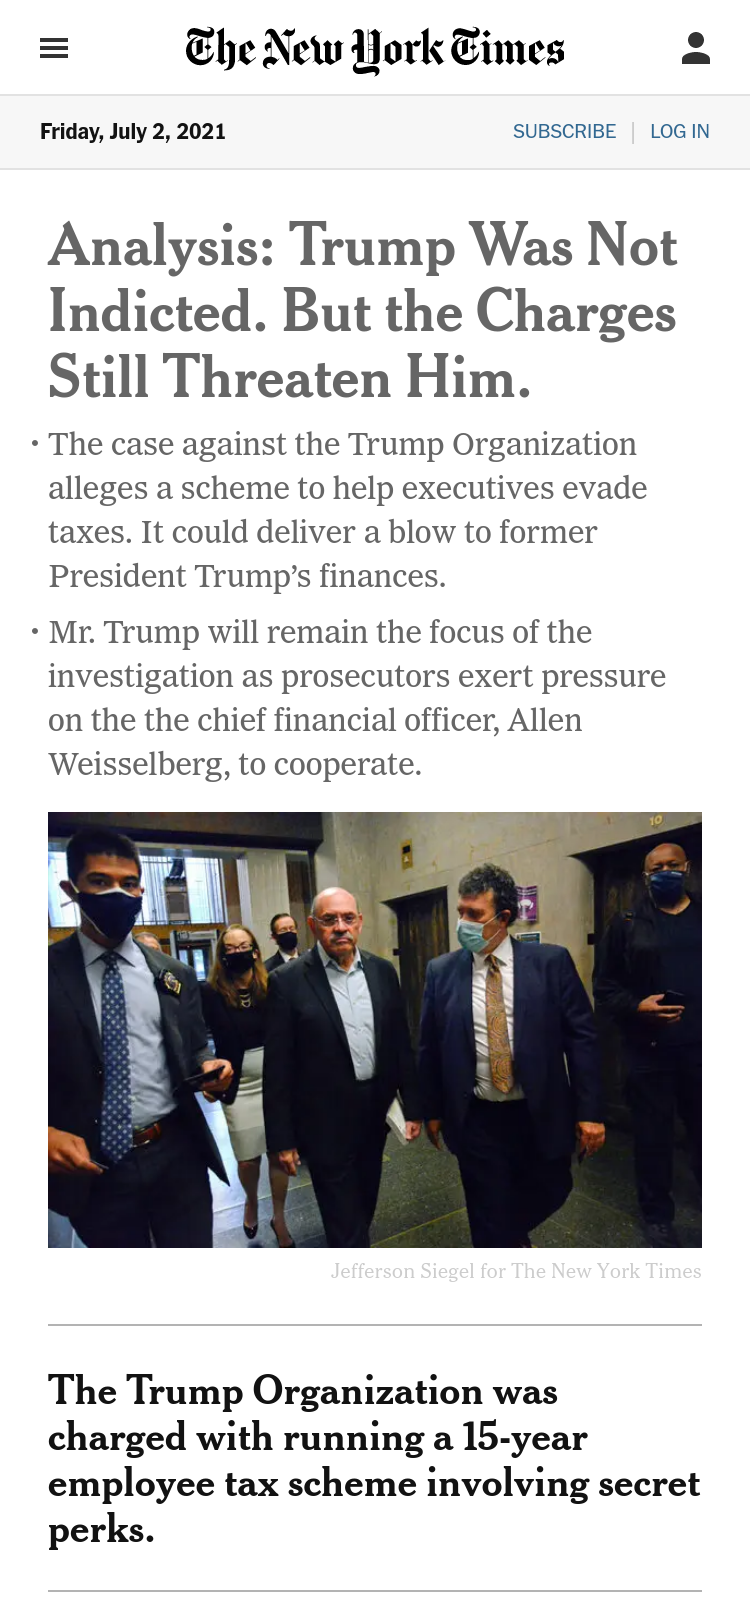 The New York Times
Friday, July 2, 2021
SUBSCRIBE | LOG IN
Analysis: Trump Was Not
Indicted. But the Charges
Still Threaten Him.
• The case against the Trump Organization
alleges a scheme to help executives evade
taxes. It could deliver a blow to former
President Trump’s finances.
• Mr. Trump will remain the focus of the
investigation as prosecutors exert pressure
on the the chief financial officer, Allen
Weisselberg, to cooperate.
10
Jefferson Siegel for The New York Times
The Trump Organization was
charged with running a 15-year
employee tax scheme involving secret
perks.